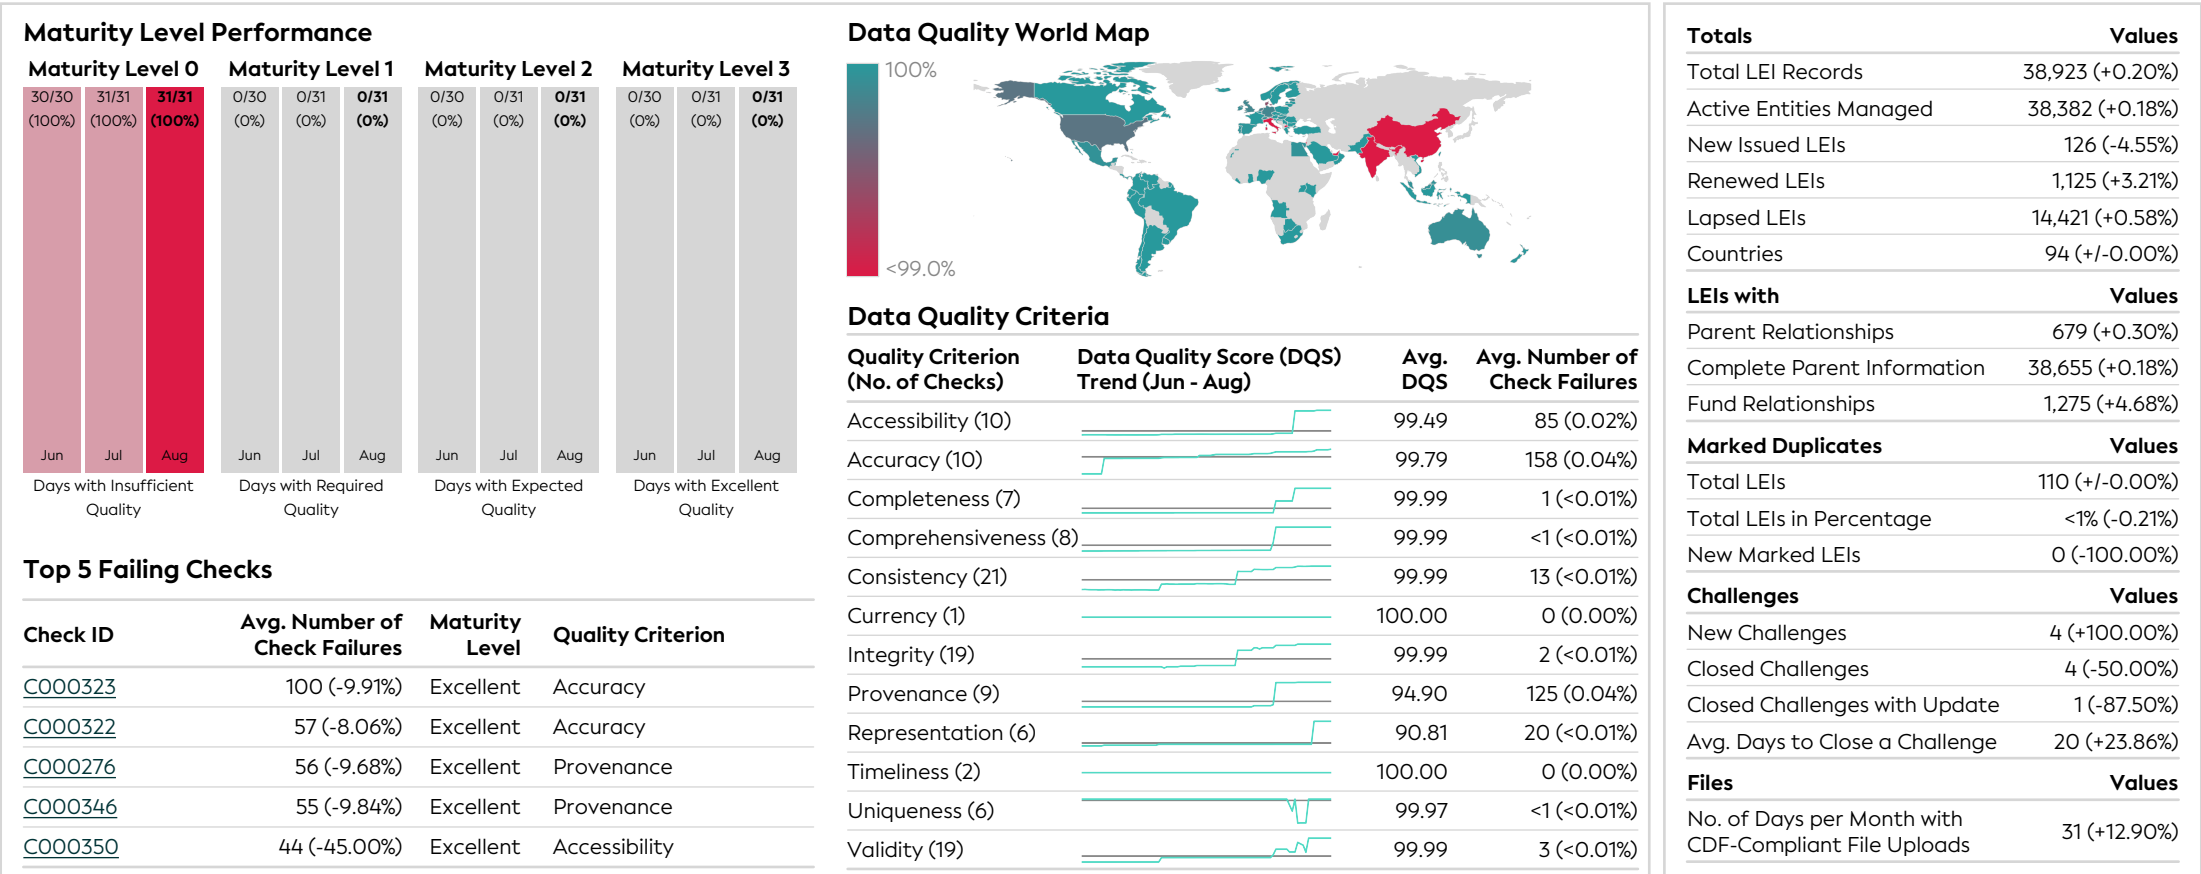 Maturity Level Performance
Maturity Level 0 Maturity Level 1 Maturity Level 2 Maturity Level 3
30/30 31/31 31/31 0/30 0/31 0/31 0/30 0/31 0/31 0/30 0/31 0/31
(100%) (100%) (100%) (0%) (0%) (0%) (0%) (0%) (0%) (0%) (0%) (0%)
Jun Jul Aug Jun Jul Aug Jun Jul Aug Jun Jul Aug
Days with Insufficient Days with Required Days with Expected Days with Excellent
Quality Quality Quality Quality
Top 5 Failing Checks
Check ID Avg. Number of Check Failures Maturity Level Quality Criterion
C000323 100 (-9.91%) Excellent Accuracy
C000322 57 (-8.06%) Excellent Accuracy
C000276 56 (-9.68%) Excellent Provenance
C000346 55 (-9.84%) Excellent Provenance
C000350 44 (-45.00%) Excellent Accessibility
Data Quality World Map
100%
<99.0%
Data Quality Criteria
Quality Criterion Data Quality Score (DQS) Avg. Avg. Number of
(No. of Checks) Trend (Jun - Aug) DQS Check Failures
Accessibility (10) 99.49 85 (0.02%)
Accuracy (10) 99.79 158 (0.04%)
Completeness (7) 99.99 1 (<0.01%)
Comprehensiveness (8) 99.99 <1 (<0.01%)
Consistency (21) 99.99 13 (<0.01%)
Currency (1) 100.00 0 (0.00%)
Integrity (19) 99.99 2 (<0.01%)
Provenance (9) 94.90 125 (0.04%)
Representation (6) 90.81 20 (<0.01%)
Timeliness (2) 100.00 0 (0.00%)
Uniqueness (6) 99.97 <1 (<0.01%)
Validity (19) 99.99 3 (<0.01%)
Totals Values
Total LEI Records 38,923 (+0.20%)
Active Entities Managed 38,382 (+0.18%)
New Issued LEIs 126 (-4.55%)
Renewed LEIs 1,125 (+3.21%)
Lapsed LEIs 14,421 (+0.58%)
Countries 94 (+/-0.00%)
LEIs with Values
Parent Relationships 679 (+0.30%)
Complete Parent Information 38,655 (+0.18%)
Fund Relationships 1,275 (+4.68%)
Marked Duplicates Values
Total LEIs 110 (+/-0.00%)
Total LEIs in Percentage <1% (-0.21%)
New Marked LEIs 0 (-100.00%)
Challenges Values
New Challenges 4 (+100.00%)
Closed Challenges 4 (-50.00%)
Closed Challenges with Update 1 (-87.50%)
Avg. Days to Close a Challenge 20 (+23.86%)
Files Values
No. of Days per Month with
CDF-Compliant File Uploads 31 (+12.90%)